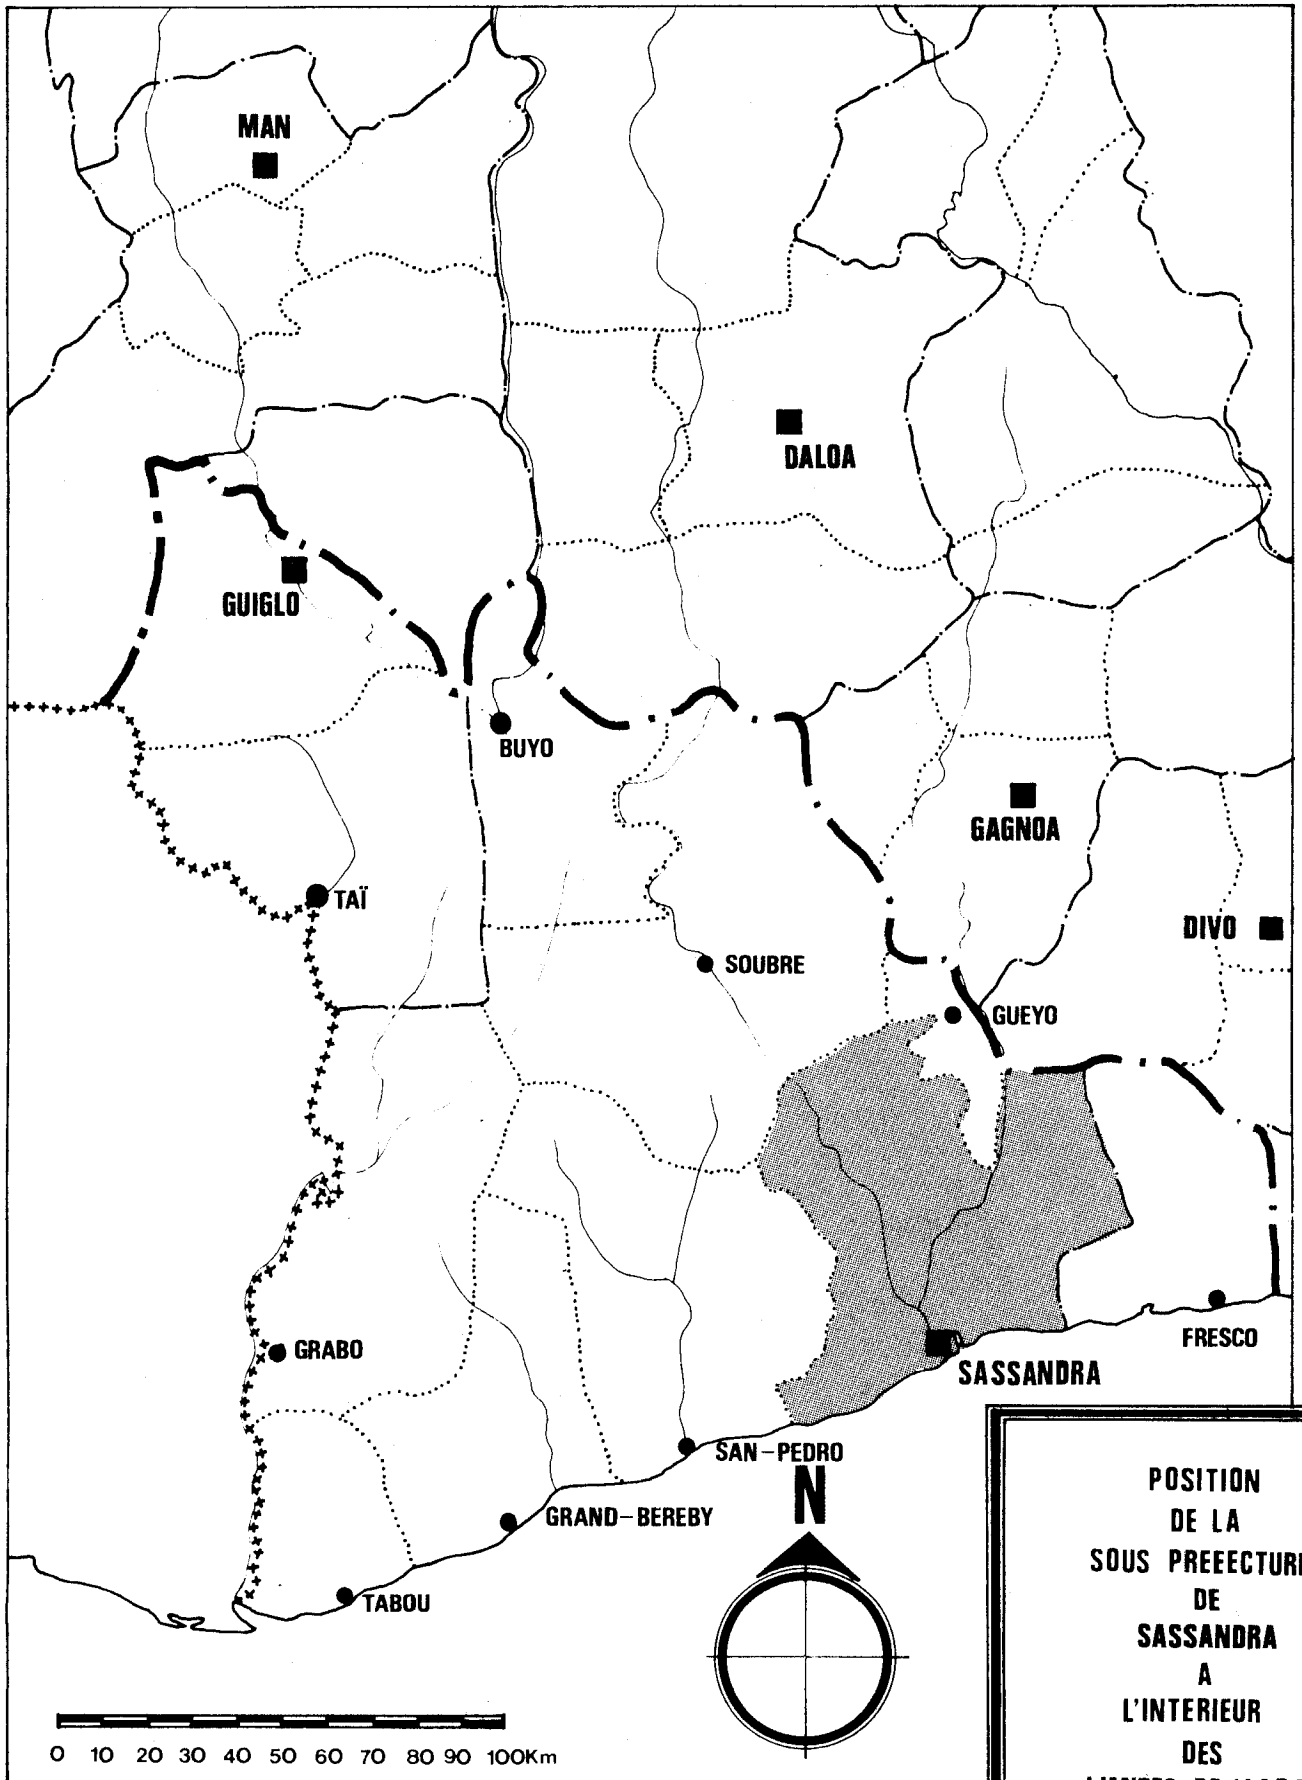 MAN
DALOA
GUIGLO
BUYO
GAGNOA
TAÏ
DIVO
SOUBRE
GUEYO
FRESCO
GRABO
SASSANDRA
SAN-PEDRO
N
GRAND-BEREBY
TABOU
0 10 20 30 40 50 60 70 80 90 100Km
POSITION
DE LA
SOUS PREEECTUR
DE
SASSANDRA
A
L'INTERIEUR
DES